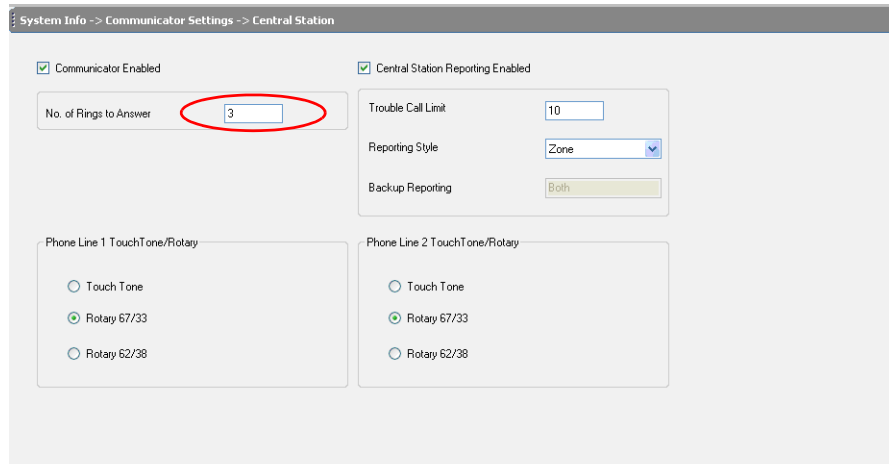 System Info -> Communicator Settings -> Central Station
Communicator Enabled
Central Station Reporting Enabled
No. of Rings to Answer 3
Trouble Call Limit 10
Reporting Style Zone
Backup Reporting Both
Phone Line 1 TouchTone/Rotary
Touch Tone
Rotary 67/33
Rotary 62/38
Phone Line 2 TouchTone/Rotary
Touch Tone
Rotary 67/33
Rotary 62/38